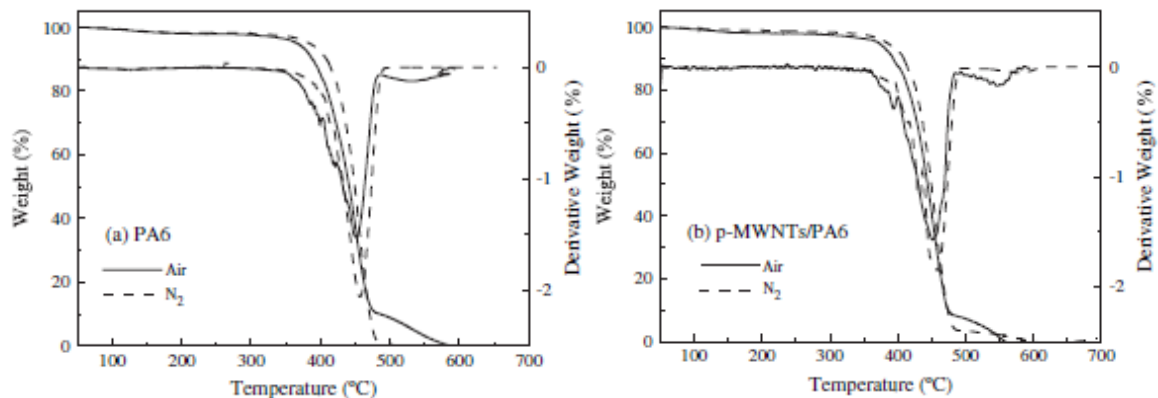 100
80
60
40
20
0
Weight (%)
0
-1
-2
Derivative Weight (%)
(a) PA6
Air
N2
100 200 300 400 500 600 700
Temperature (ºC)
100
80
60
40
20
0
Weight (%)
0
-1
-2
Derivative Weight (%)
(b) p-MWNTs/PA6
Air
N2
100 200 300 400 500 600 700
Temperature (ºC)